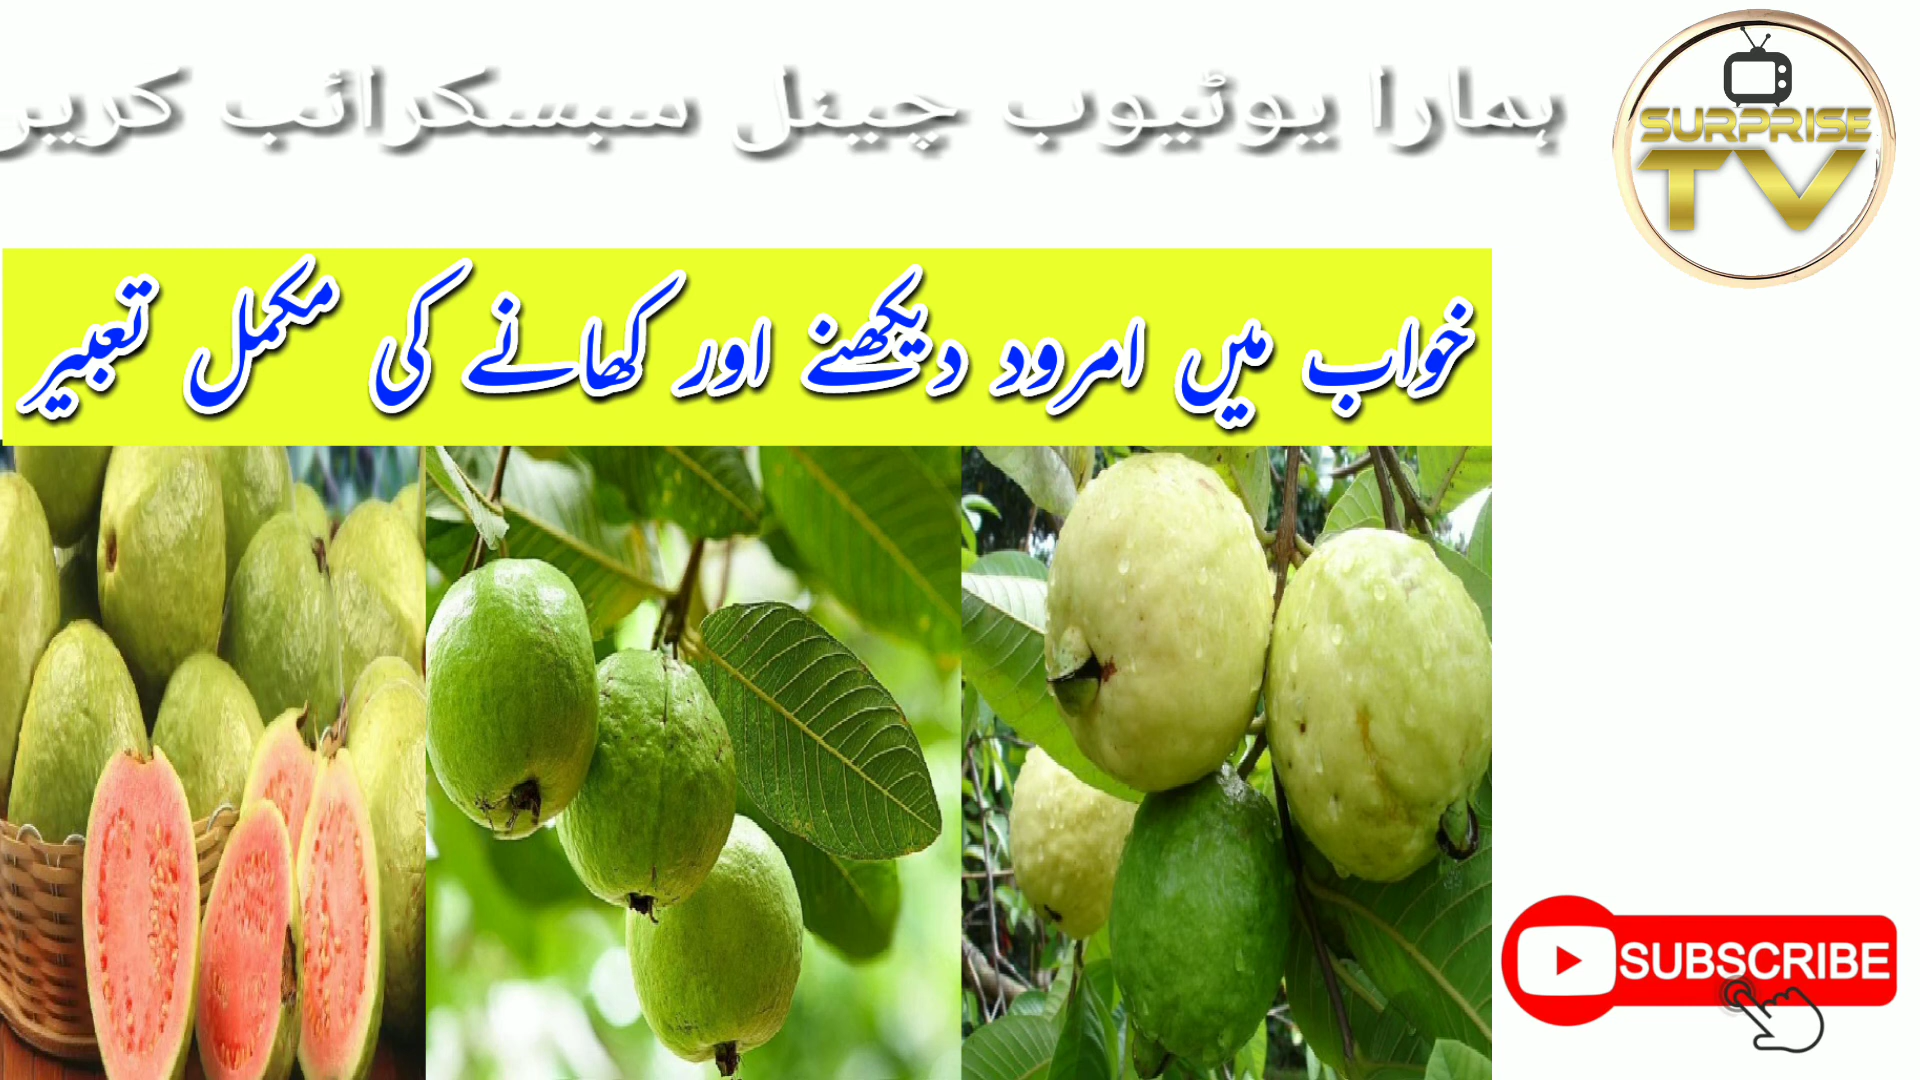 ہمارا یوٹیوب چینل سبسکرائب کریں
SURPRISE
TV
خواب میں امرود دیکھنے اور کھانے کی مکمل تعبیر
SUBSCRIBE